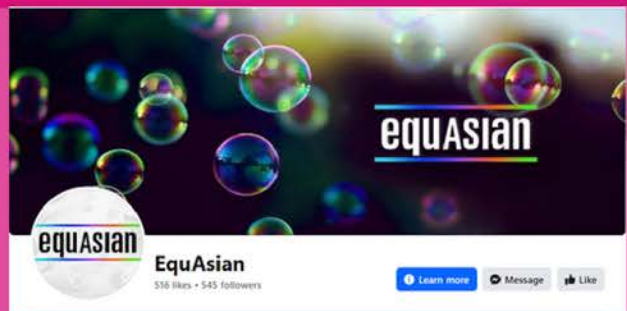 equAsian
equAsian
EquAsian
516 likes • 545 followers
Learn more
Message
Like